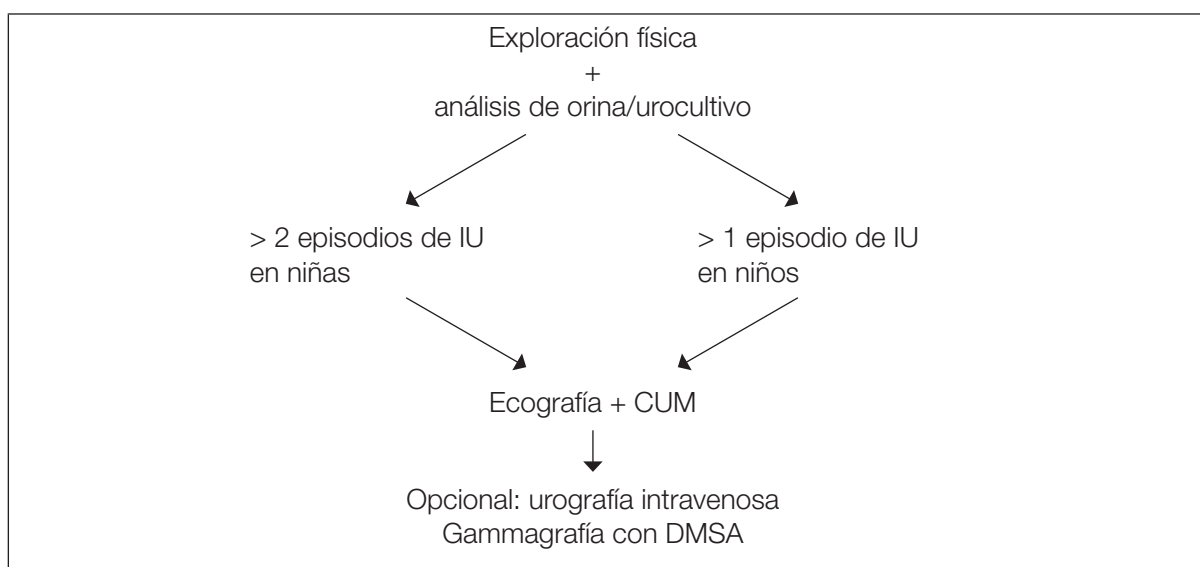 Exploración física
+
análisis de orina/urocultivo
> 2 episodios de IU
en niñas
> 1 episodio de IU
en niños
Ecografía + CUM
Opcional: urografía intravenosa
Gammagrafía con DMSA